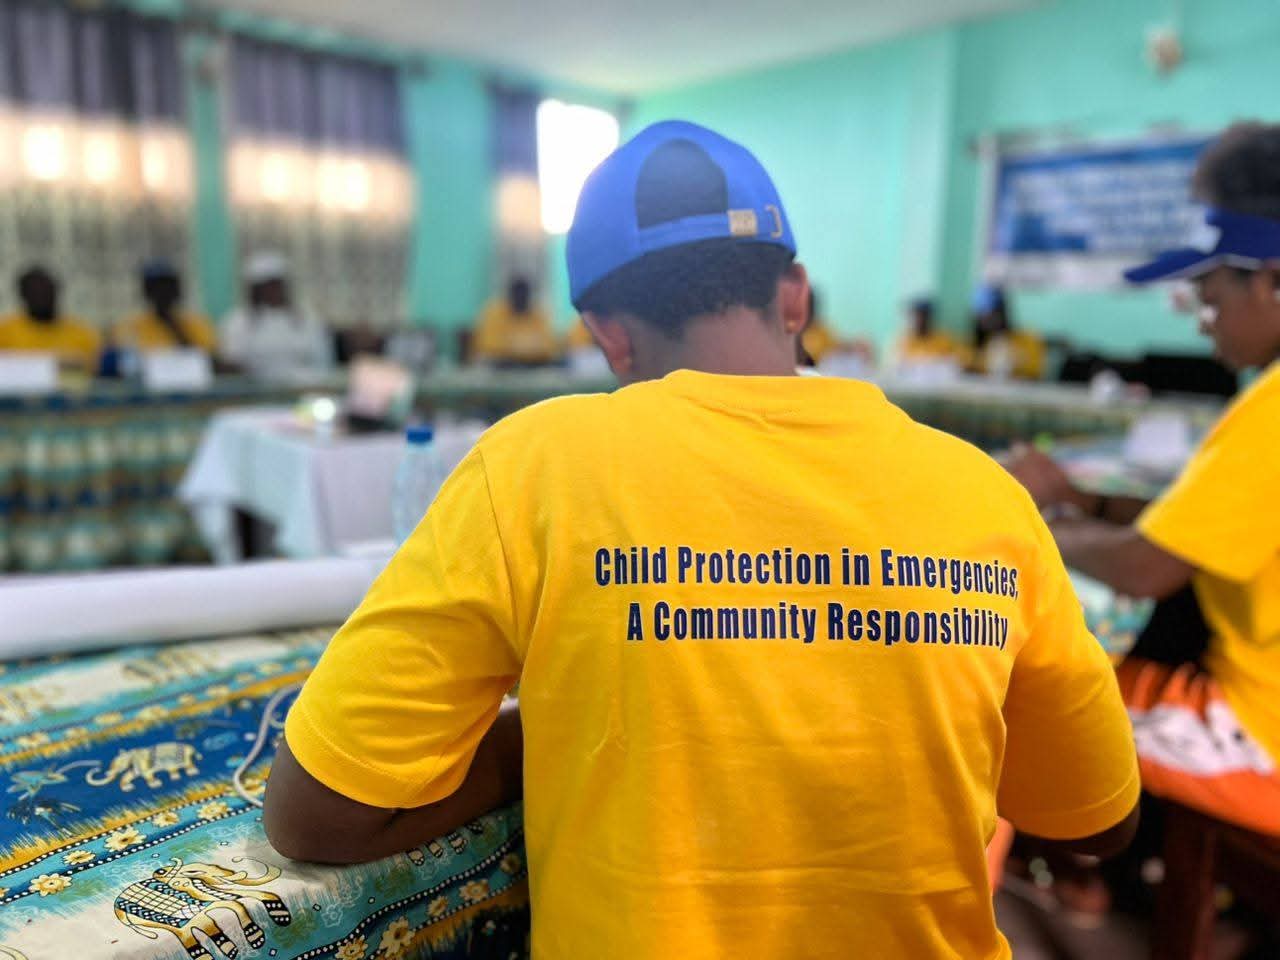 Child Protection in Emergencies,
A Community Responsibility